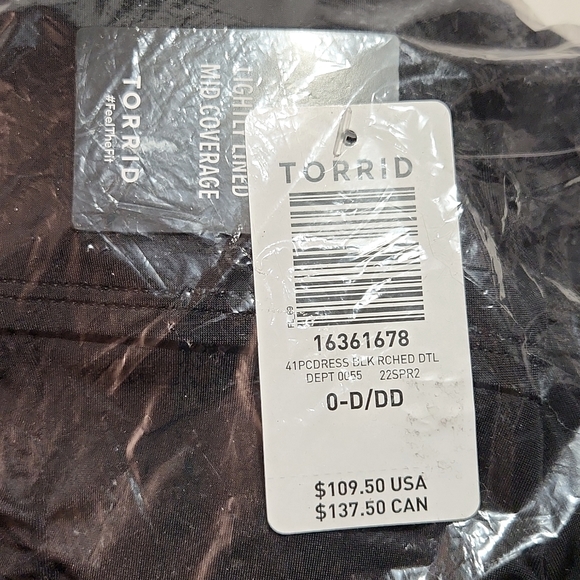 TORRID
#FeelTheFit
LIGHTLY LINED
MID COVERAGE
TORRID
16361678
41PCDRESS BLK RCHED DTL
DEPT 0055 22SPR2
0-D/DD
$109.50 USA
$137.50 CAN